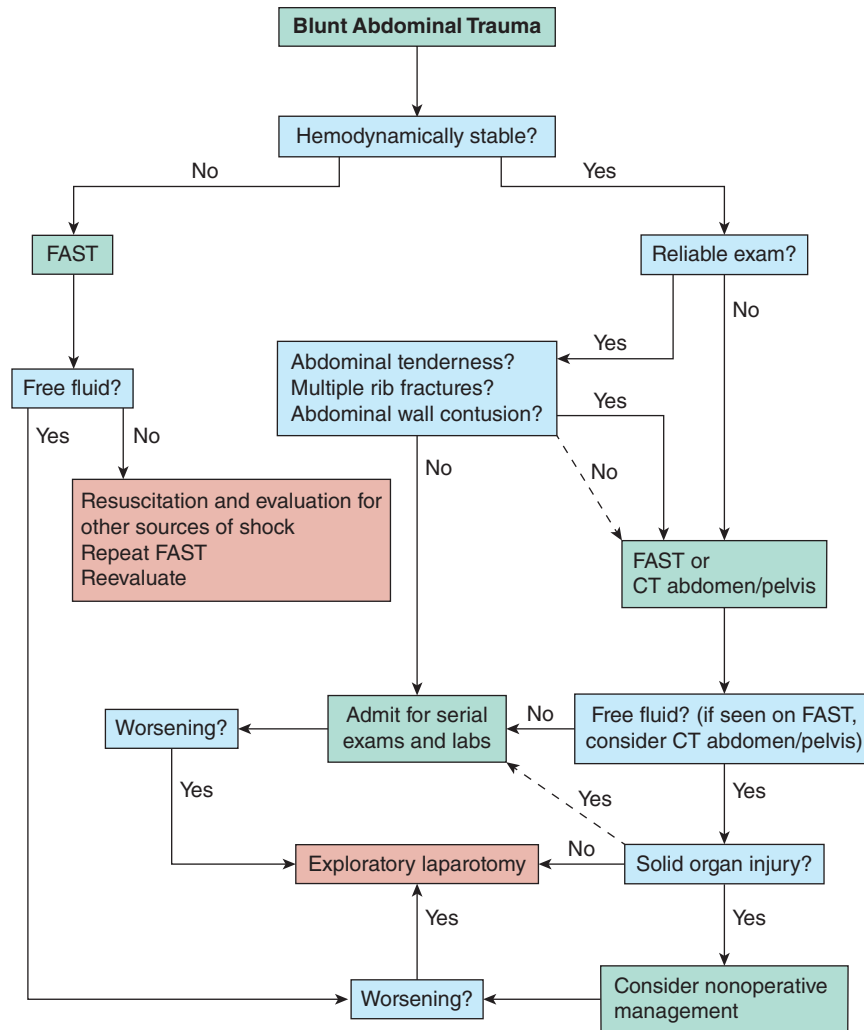 Blunt Abdominal Trauma
Hemodynamically stable?
No
Yes
FAST
Reliable exam?
Yes
No
Abdominal tenderness?
Multiple rib fractures?
Abdominal wall contusion?
Free fluid?
Yes
No
Yes
No
No
Resuscitation and evaluation for
other sources of shock
Repeat FAST
Reevaluate
FAST or
CT abdomen/pelvis
Worsening?
Admit for serial
exams and labs
No
Free fluid? (if seen on FAST,
consider CT abdomen/pelvis)
Yes
Yes
Yes
Exploratory laparotomy
No
Solid organ injury?
Yes
Yes
Worsening?
Consider nonoperative
management